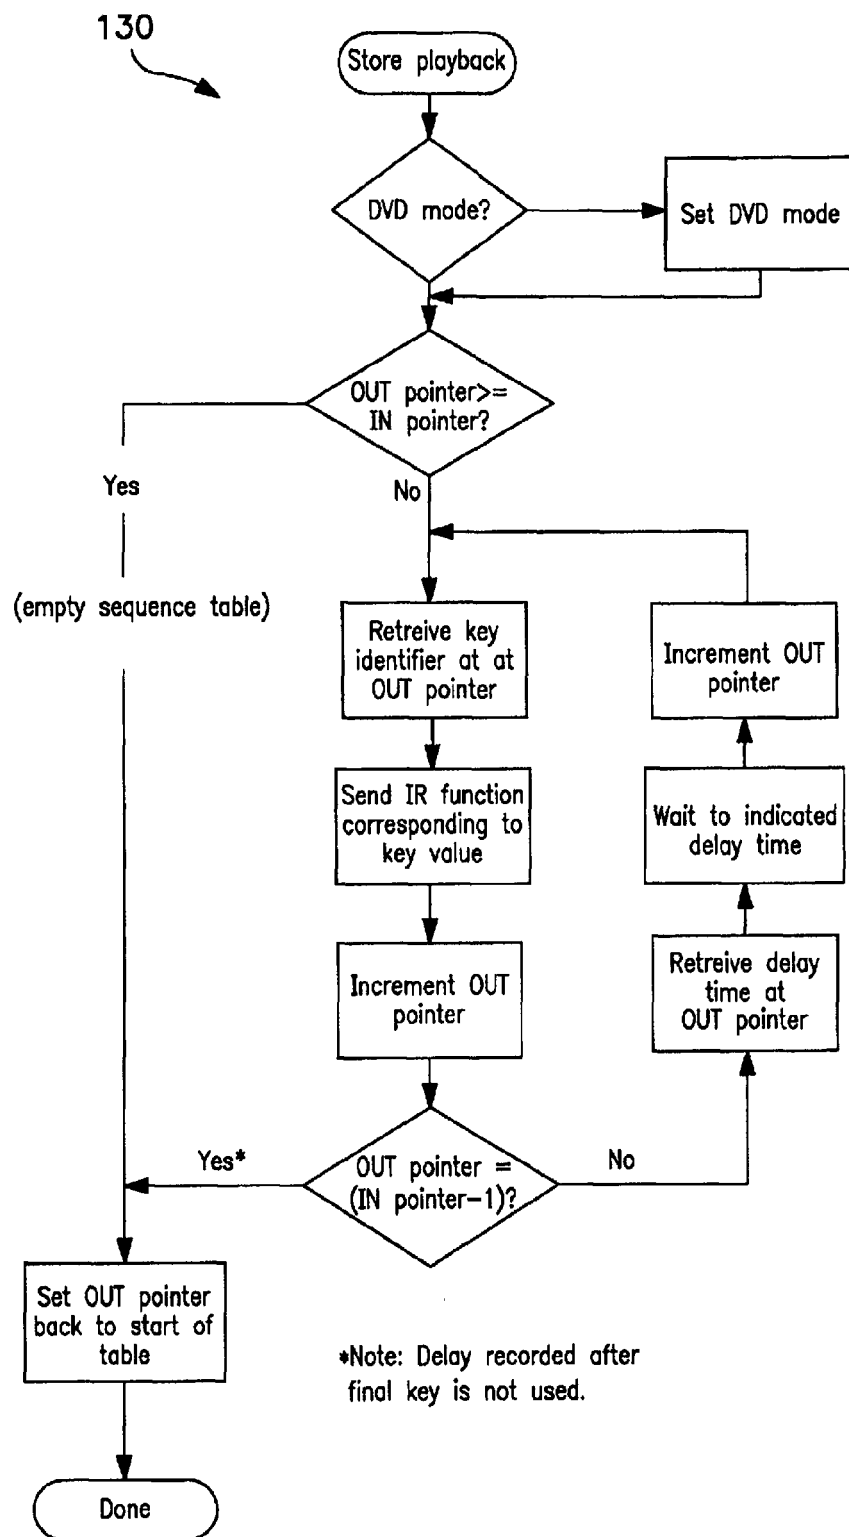 130
Store playback
DVD mode?
Set DVD mode
OUT pointer>=
IN pointer?
Yes
No
(empty sequence table)
Retreive key
identifier at at
OUT pointer
Increment OUT
pointer
Send IR function
corresponding to
key value
Wait to indicated
delay time
Increment OUT
pointer
Retreive delay
time at
OUT pointer
Yes*
OUT pointer =
(IN pointer-1)?
No
Set OUT pointer
back to start of
table
*Note: Delay recorded after
final key is not used.
Done